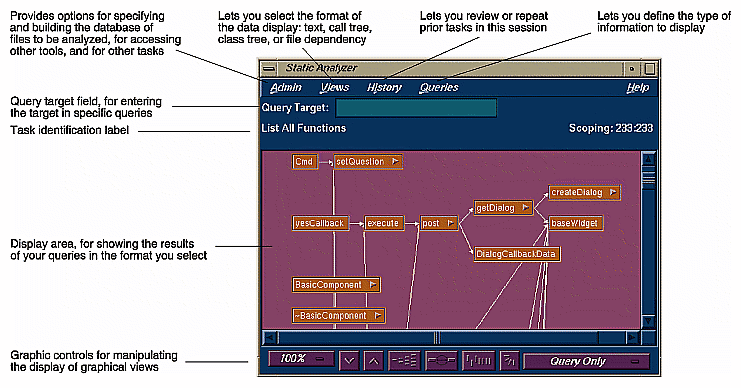 Provides options for specifying
and building the database of
files to be analyzed, for accessing
other tools, and for other tasks
Lets you select the format of
the data display: text, call tree,
class tree, or file dependency
Lets you review or repeat
prior tasks in this session
Lets you define the type of
information to display
Static Analyzer
Admin Views History Queries Help
Query target field, for entering
the target in specific queries
Query Target:
Task identification label
List All Functions Scoping: 233:233
Cmd setQuestion
createDialog
getDialog
yesCallback execute post baseWidget
Display area, for showing the results
of your queries in the format you select
DialogCallbackData
BasicComponent
~BasicComponent
Graphic controls for manipulating
the display of graphical views
100% Query Only